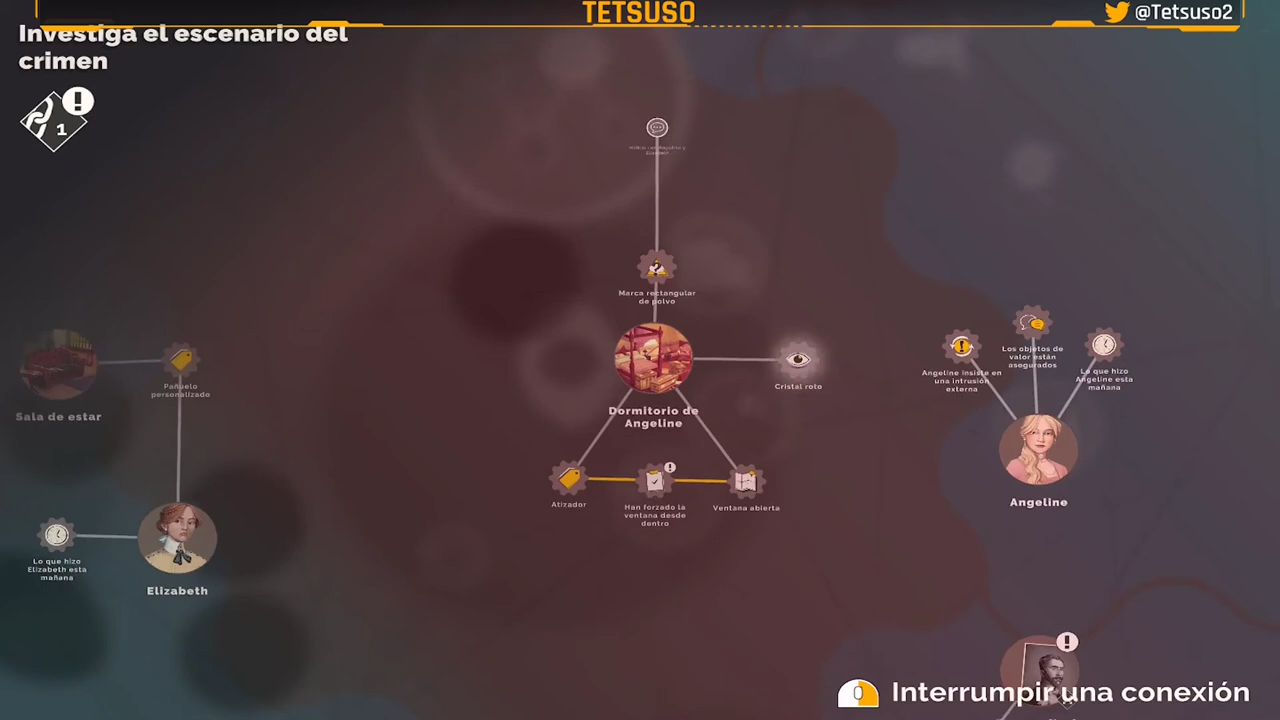 TETSUSO
@Tetsuso2
Investiga el escenario del
crimen
1
Marca rectangular
de polvo
Cristal roto
Dormitorio de
Angeline
Pañuelo
personalizado
Sala de estar
Los objetos de
valor están
asegurados
Angeline insiste en
una intrusión
externa
Lo que hizo
Angeline esta
mañana
Angeline
Atizador
Han forzado la
ventana desde
dentro
Ventana abierta
Lo que hizo
Elizabeth esta
mañana
Elizabeth
Interrumpir una conexión